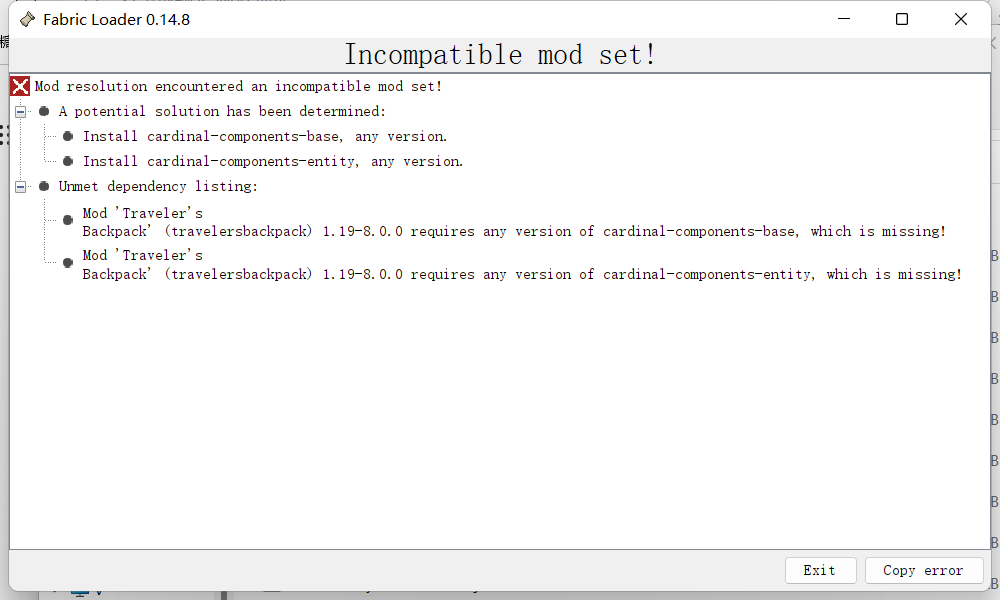 Fabric Loader 0.14.8
Incompatible mod set!
Mod resolution encountered an incompatible mod set!
A potential solution has been determined:
Install cardinal-components-base, any version.
Install cardinal-components-entity, any version.
Unmet dependency listing:
Mod 'Traveler's
Backpack' (travelersbackpack) 1.19-8.0.0 requires any version of cardinal-components-base, which is missing!
Mod 'Traveler's
Backpack' (travelersbackpack) 1.19-8.0.0 requires any version of cardinal-components-entity, which is missing!
B
B
B
B
B
B
B
B
B
Exit
Copy error